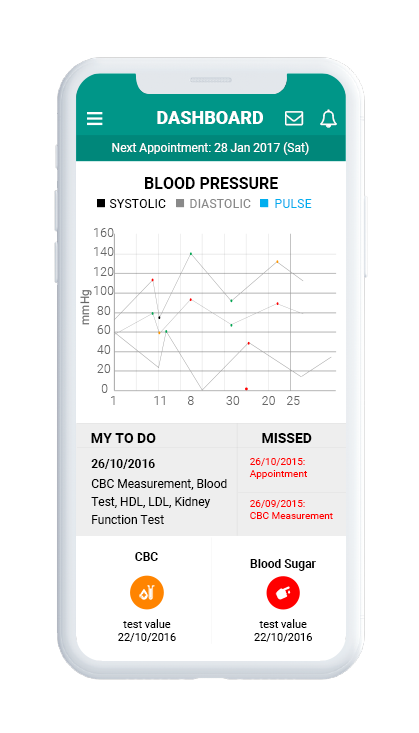 DASHBOARD
Next Appointment: 28 Jan 2017 (Sat)
BLOOD PRESSURE
SYSTOLIC DIASTOLIC PULSE
mmHg
160
140
120
100
80
60
40
20
0
1 11 8 30 20 25
MY TO DO
26/10/2016
CBC Measurement, Blood
Test, HDL, LDL, Kidney
Function Test
MISSED
26/10/2015:
Appointment
26/09/2015:
CBC Measurement
CBC
test value
22/10/2016
Blood Sugar
test value
22/10/2016